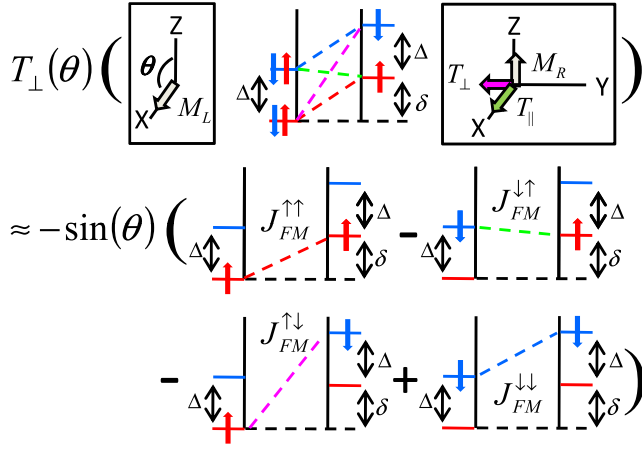 T⊥(θ) ( Z θ X M_L Δ Δ δ Z T⊥ M_R Y X T∥ )
≈ −sin(θ) ( Δ J_FM^↑↑ Δ δ − Δ J_FM^↓↑ Δ δ
− Δ J_FM^↑↓ Δ δ + Δ J_FM^↓↓ Δ δ )